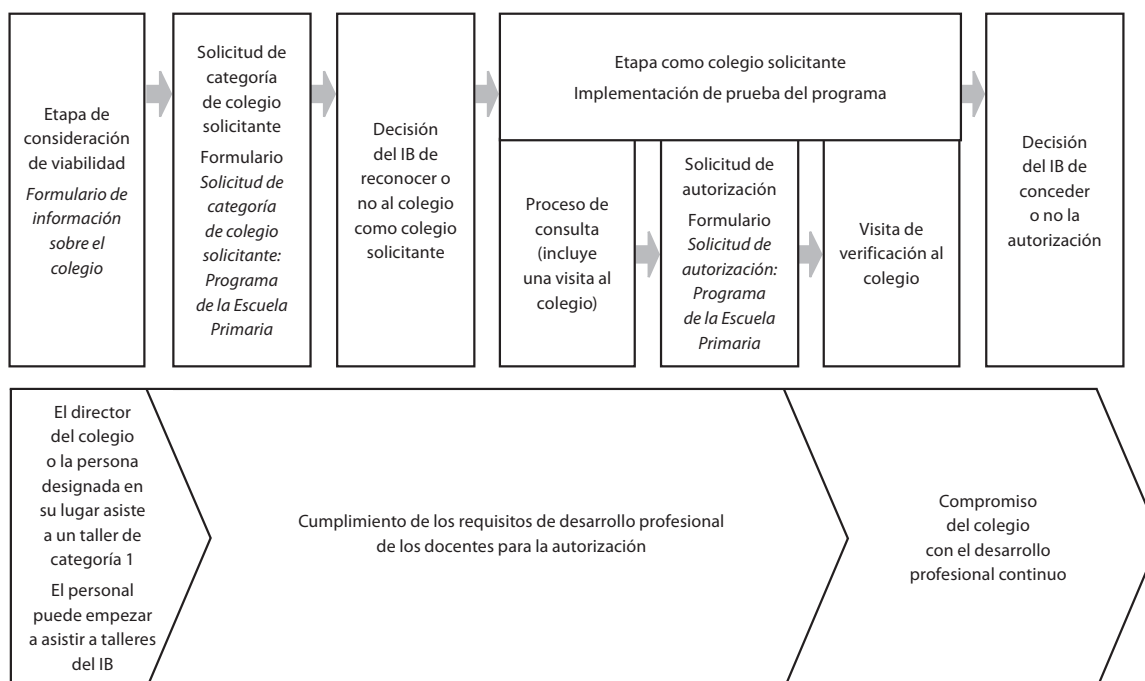 Etapa de
consideración
de viabilidad
Formulario de
información
sobre el
colegio
Solicitud de
categoría
de colegio
solicitante
Formulario
Solicitud de
categoría
de colegio
solicitante:
Programa
de la Escuela
Primaria
Decisión
del IB de
reconocer o
no al colegio
como colegio
solicitante
Etapa como colegio solicitante
Implementación de prueba del programa
Proceso de
consulta
(incluye
una visita al
colegio)
Solicitud de
autorización
Formulario
Solicitud de
autorización:
Programa
de la Escuela
Primaria
Visita de
verificación al
colegio
Decisión
del IB de
conceder
o no la
autorización
El director
del colegio
o la persona
designada en
su lugar asiste
a un taller de
categoría 1
El personal
puede empezar
a asistir a talleres
del IB
Cumplimiento de los requisitos de desarrollo profesional
de los docentes para la autorización
Compromiso
del colegio
con el desarrollo
profesional continuo